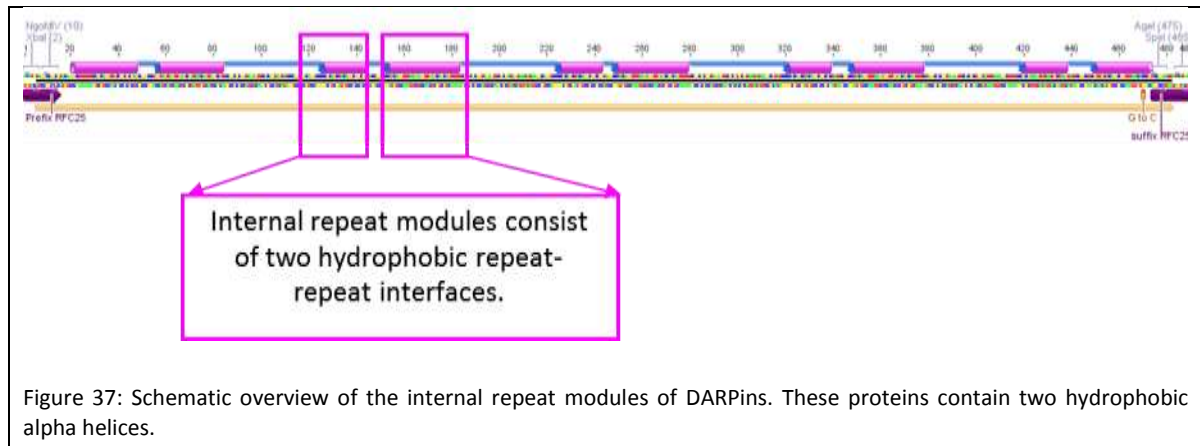 NgoMIV (10)
XbaI (2)
AgeI (475)
SpeI (485
20 40 60 80 100 120 140 160 180 200 220 240 260 280 300 320 340 360 380 400 420 440 460 480
Prefix RFC25
G to C
suffix RFC25
Internal repeat modules consist
of two hydrophobic repeat-
repeat interfaces.
Figure 37: Schematic overview of the internal repeat modules of DARPins. These proteins contain two hydrophobic
alpha helices.